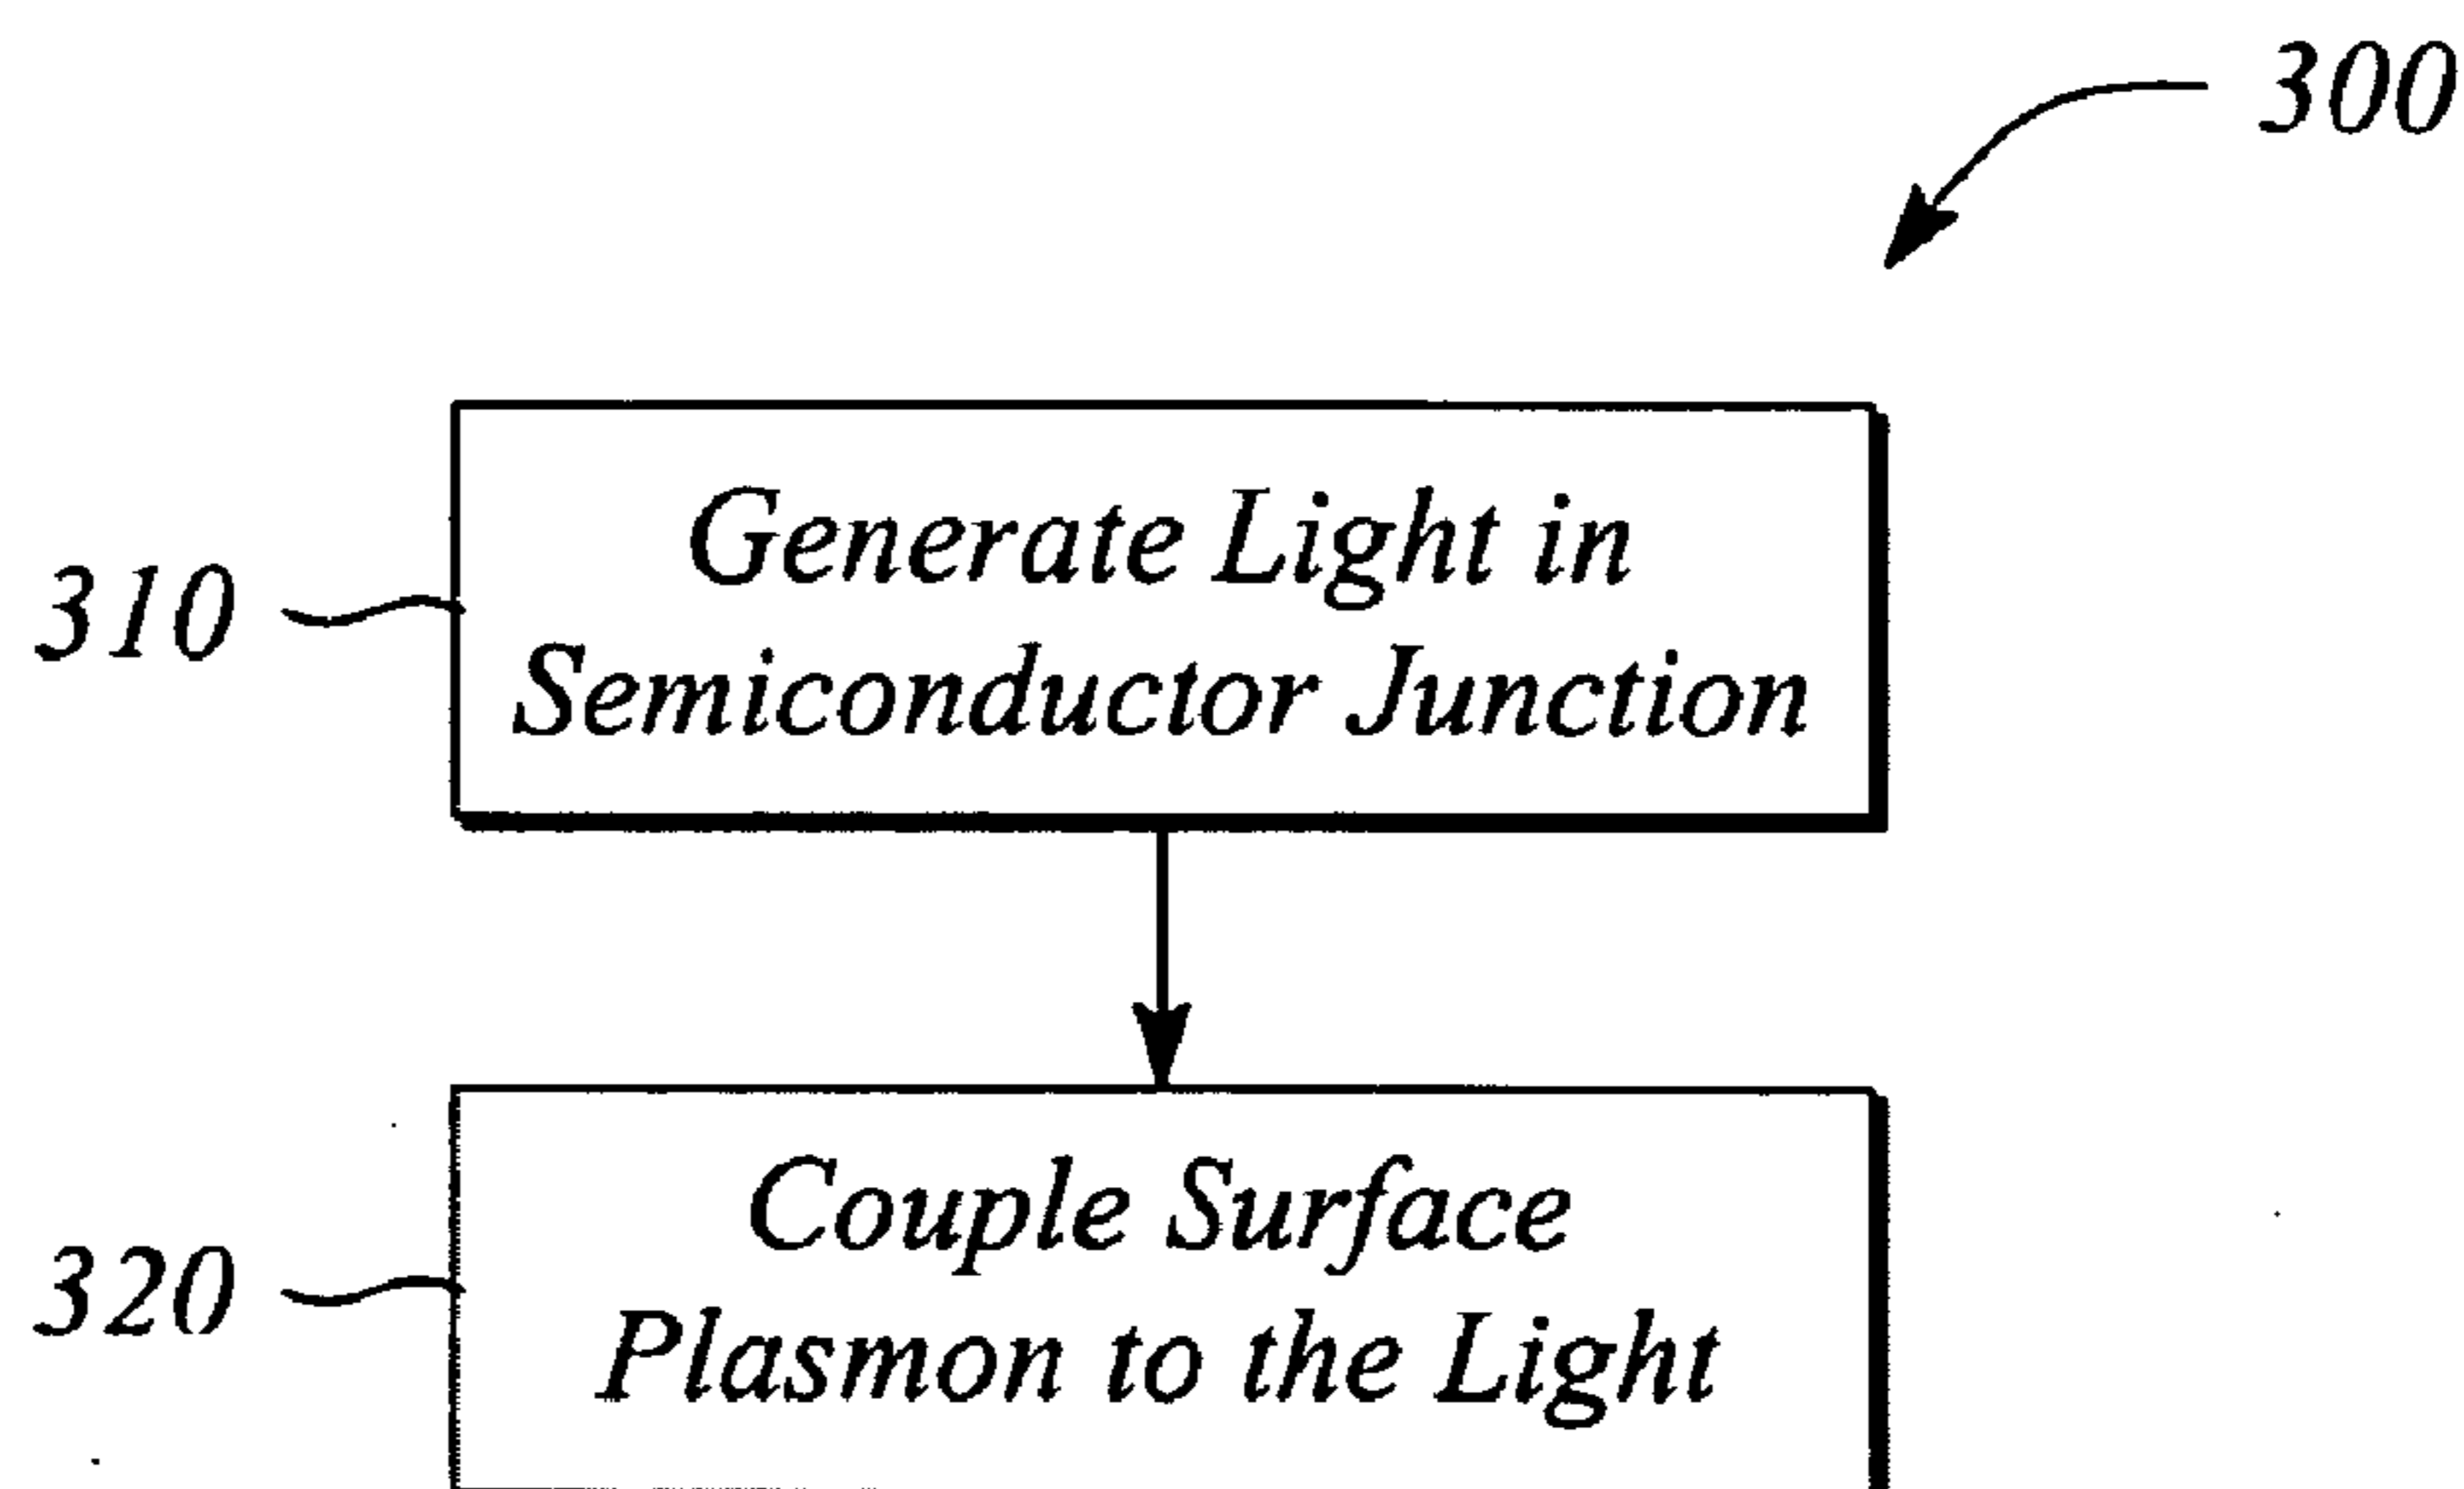 300
310
Generate Light in
Semiconductor Junction
320
Couple Surface
Plasmon to the Light